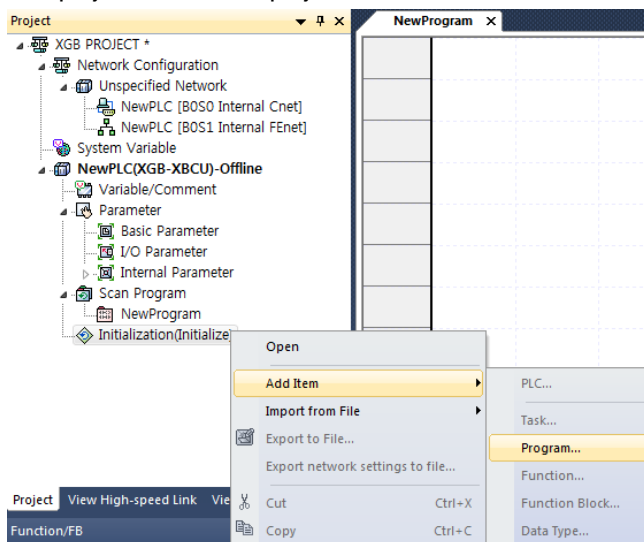 Project
XGB PROJECT *
Network Configuration
Unspecified Network
NewPLC [B0S0 Internal Cnet]
NewPLC [B0S1 Internal FEnet]
System Variable
NewPLC(XGB-XBCU)-Offline
Variable/Comment
Parameter
Basic Parameter
I/O Parameter
Internal Parameter
Scan Program
NewProgram
Initialization(Initialize)
Project View High-speed Link
Function/FB
NewProgram
Open
Add Item
Import from File
Export to File...
Export network settings to file...
Cut Ctrl+X
Copy Ctrl+C
PLC...
Task...
Program...
Function...
Function Block...
Data Type...